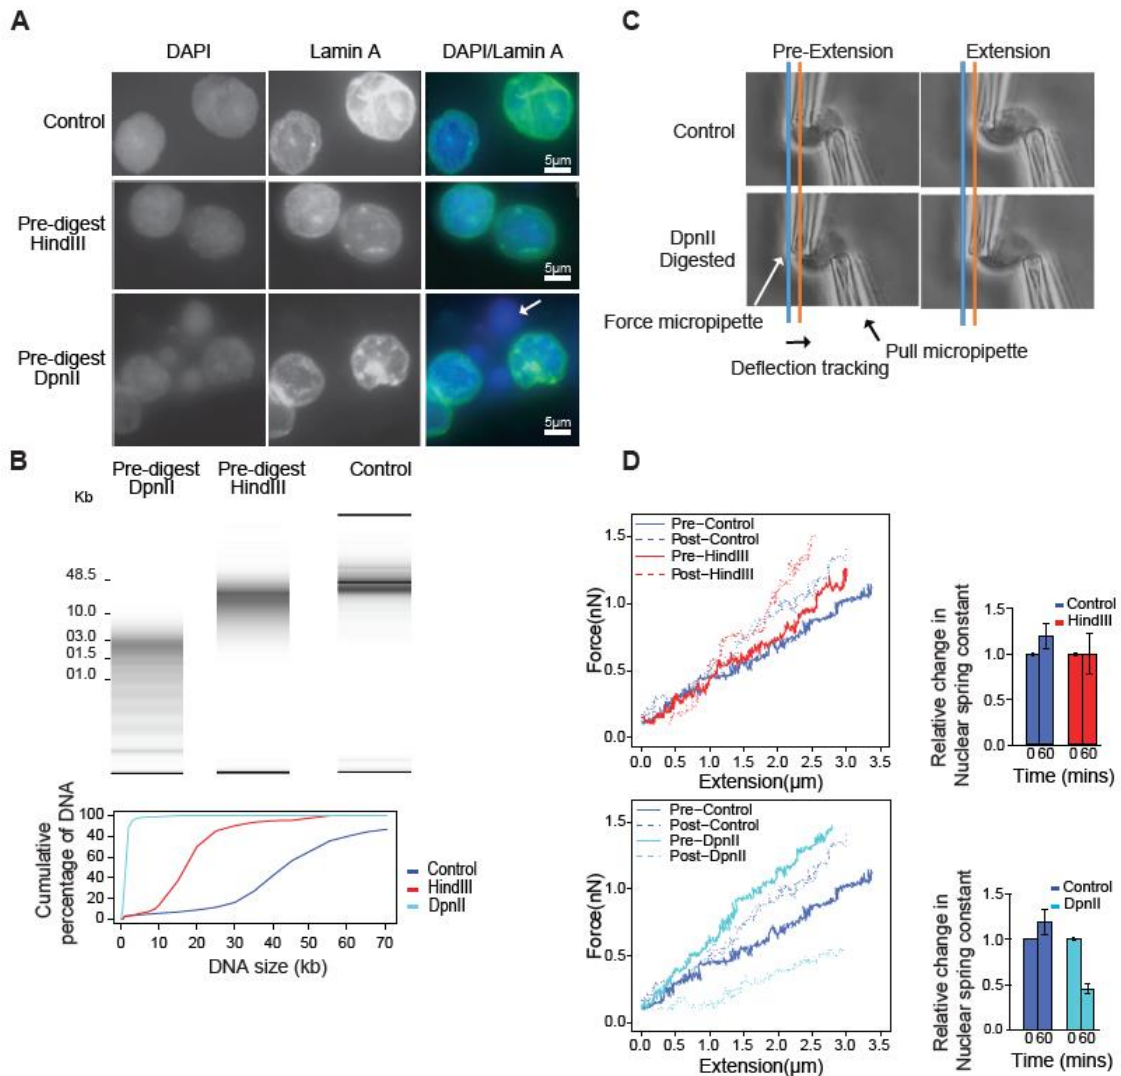 A
DAPI
Lamin A
DAPI/Lamin A
Control
5µm
Pre-digest
HindIII
5µm
Pre-digest
DpnII
5µm
B
Pre-digest
DpnII
Pre-digest
HindIII
Control
Kb
48.5
10.0
03.0
01.5
01.0
Cumulative
percentage of DNA
100
40
60
40
20
0
0 10 20 30 40 50 60 70
DNA size (kb)
Control
HindIII
DpnII
C
Pre-Extension
Extension
Control
DpnII
Digested
Force micropipette
Deflection tracking
Pull micropipette
D
Force(nN)
1.5
1.0
0.5
0.0
Pre−Control
Post−Control
Pre−HindIII
Post−HindIII
0.0 0.5 1.0 1.5 2.0 2.5 3.0 3.5
Extension(µm)
Relative change in
Nuclear spring constant
1.5
1.0
0.5
0.0
Control
HindIII
0 60 0 60
Time (mins)
Force(nN)
1.5
1.0
0.5
0.0
Pre−Control
Post−Control
Pre−DpnII
Post−DpnII
0.0 0.5 1.0 1.5 2.0 2.5 3.0 3.5
Extension(µm)
Relative change in
Nuclear spring constant
1.5
1.0
0.5
0.0
Control
DpnII
0 60 0 60
Time (mins)